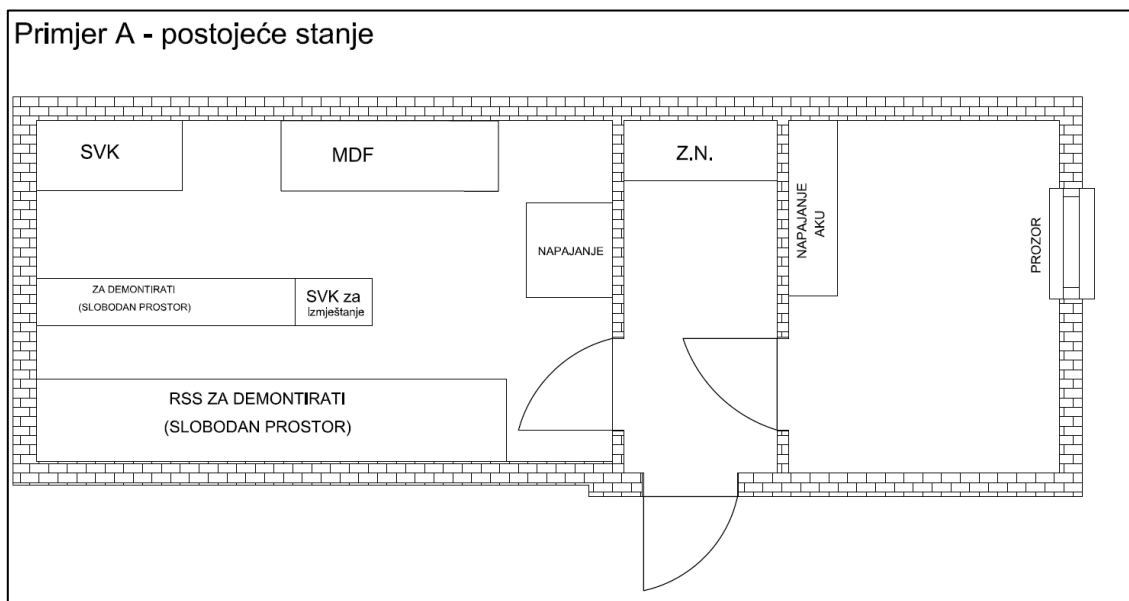 Primjer A - postojeće stanje
SVK
MDF
Z.N.
NAPAJANJE
AKU
PROZOR
NAPAJANJE
ZA DEMONTIRATI
(SLOBODAN PROSTOR)
SVK za
Izmještanje
RSS ZA DEMONTIRATI
(SLOBODAN PROSTOR)